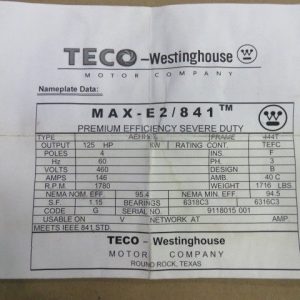 TECO-Westinghouse
MOTOR COMPANY
Nameplate Data:
MAX-E2/841™
PREMIUM EFFICIENCY SEVERE DUTY
TYPE FRAME 444T
OUTPUT 125 HP KW RATING CONT. TEFC
POLES 4 INS. F
Hz 60 PH. 3
VOLTS 460 DESIGN B
AMPS 146 AMB 40 C
R.P.M. 1780 WEIGHT 1716 LBS
NEMA NOM. EFF. 95.4 NEMA MIN. EFF 94.5
S.F. 1.15 BEARINGS 6318C3 6316C3
CODE G SERIAL NO. 9118015 001
USABLE ON V NETWORK AT AMP.
MEETS IEEE 841 STD.
TECO-Westinghouse
MOTOR COMPANY
ROUND ROCK, TEXAS